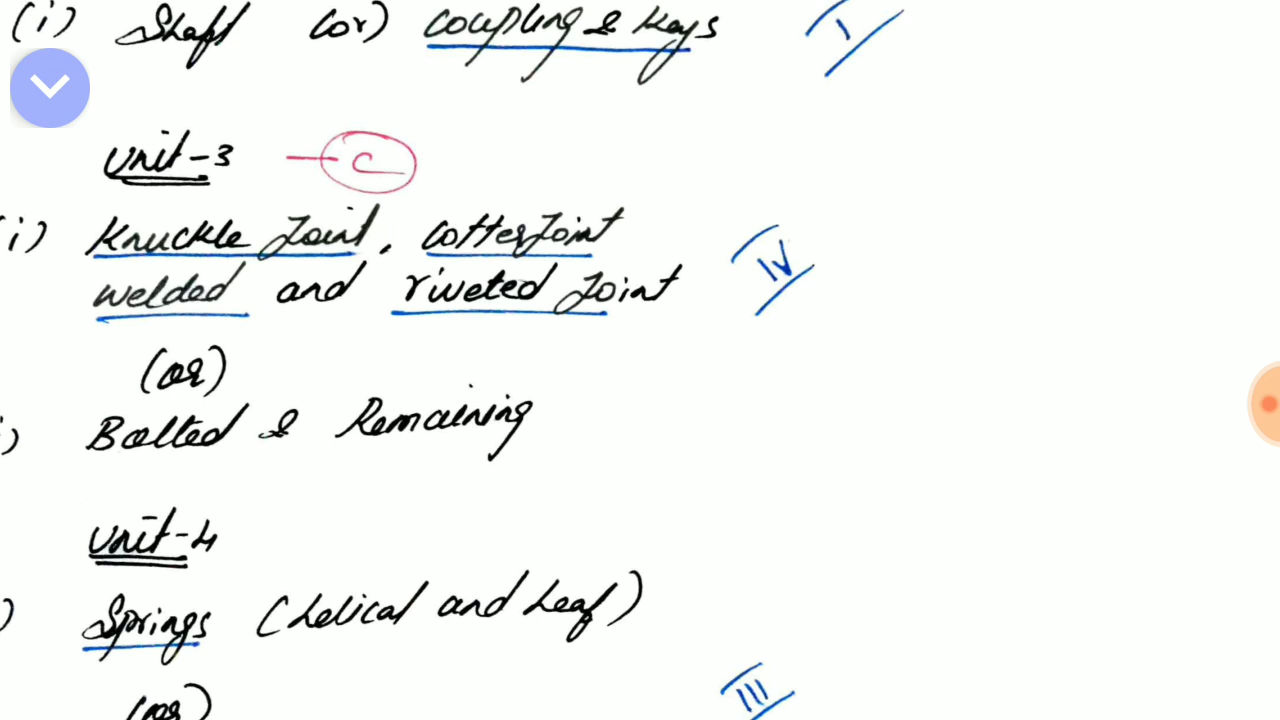 (i) Shaft (or) coupling & Keys I
Unit-3 - C
i) Knuckle Joint, cotter Joint
welded and riveted Joint IV
(or)
i) Bolted & Remaining
Unit-4
) Springs (helical and Leaf)
III
(or)